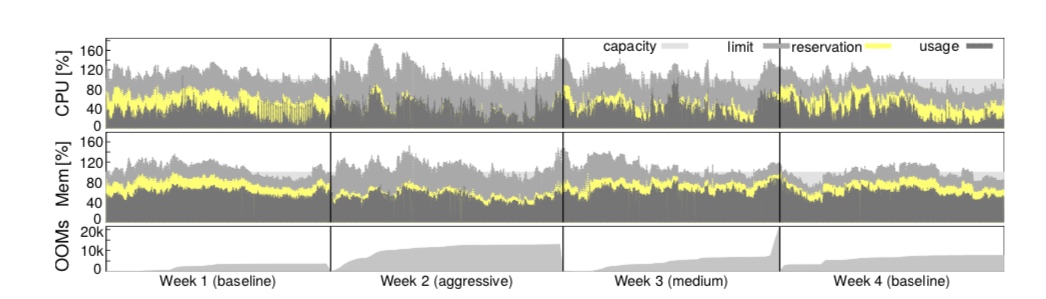 capacity limit reservation usage
CPU [%]
160
120
80
40
0
Mem [%]
160
120
80
40
0
OOMs
20k
10k
0
Week 1 (baseline) Week 2 (aggressive) Week 3 (medium) Week 4 (baseline)